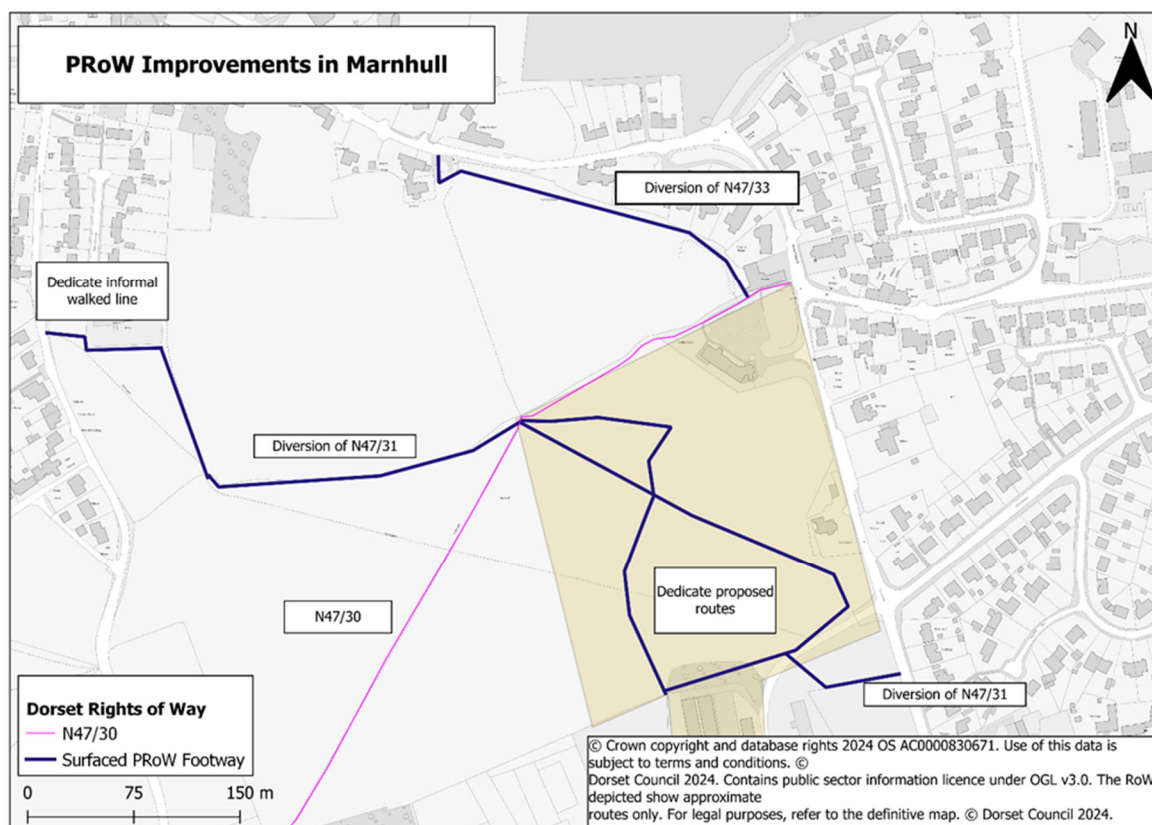 PRoW Improvements in Marnhull
N
Diversion of N47/33
Dedicate informal
walked line
Diversion of N47/31
Dedicate proposed
routes
N47/30
Diversion of N47/31
Dorset Rights of Way
N47/30
Surfaced PRoW Footway
0 75 150 m
© Crown copyright and database rights 2024 OS AC0000830671. Use of this data is
subject to terms and conditions. ©
Dorset Council 2024. Contains public sector information licence under OGL v3.0. The RoW
depicted show approximate
routes only. For legal purposes, refer to the definitive map. © Dorset Council 2024.